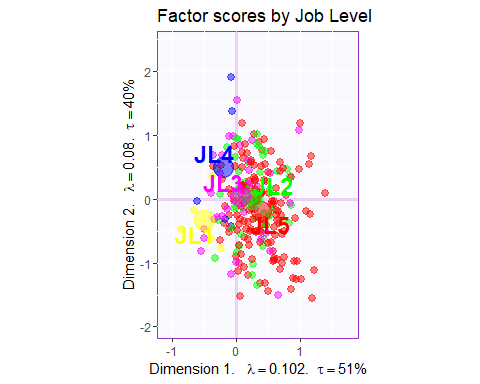 Factor scores by Job Level
2
1
0
-1
-2
JL4
JL3
JL2
JL5
-1
0
1
Dimension 2. λ = 0.08. τ = 40%
Dimension 1. λ = 0.102. τ = 51%